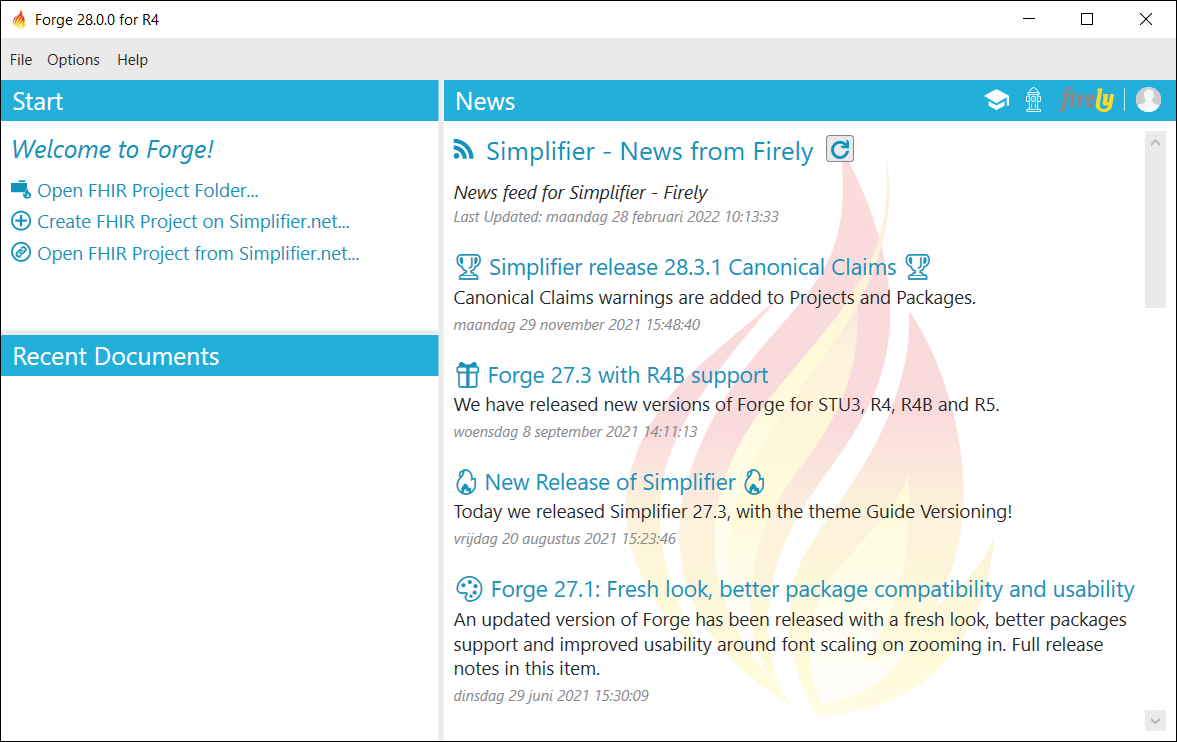 Forge 28.0.0 for R4
File Options Help
Start
Welcome to Forge!
Open FHIR Project Folder...
Create FHIR Project on Simplifier.net...
Open FHIR Project from Simplifier.net...
Recent Documents
News
firely
Simplifier - News from Firely
News feed for Simplifier - Firely
Last Updated: maandag 28 februari 2022 10:13:33
Simplifier release 28.3.1 Canonical Claims
Canonical Claims warnings are added to Projects and Packages.
maandag 29 november 2021 15:48:40
Forge 27.3 with R4B support
We have released new versions of Forge for STU3, R4, R4B and R5.
woensdag 8 september 2021 14:11:13
New Release of Simplifier
Today we released Simplifier 27.3, with the theme Guide Versioning!
vrijdag 20 augustus 2021 15:23:46
Forge 27.1: Fresh look, better package compatibility and usability
An updated version of Forge has been released with a fresh look, better packages
support and improved usability around font scaling on zooming in. Full release
notes in this item.
dinsdag 29 juni 2021 15:30:09